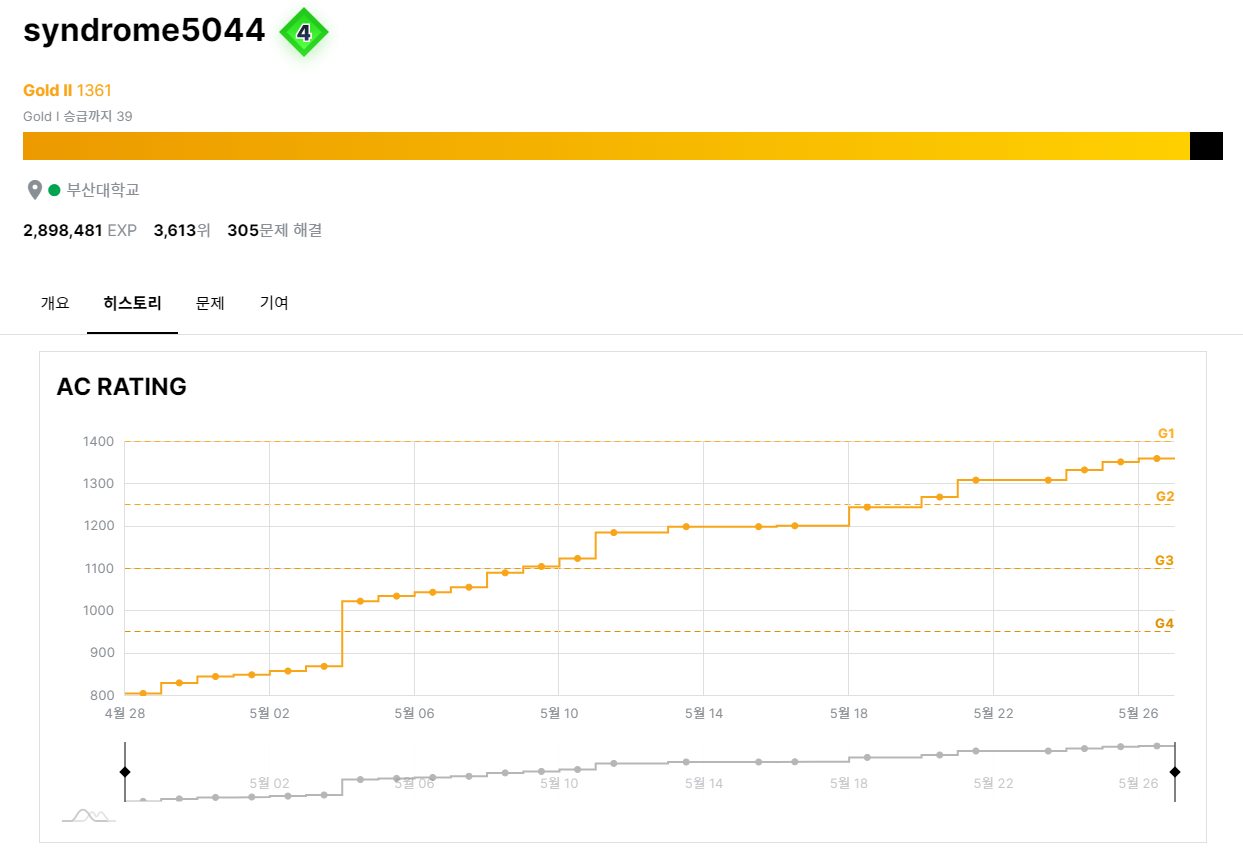 syndrome5044 4
Gold II 1361
Gold I 승급까지 39
부산대학교
2,898,481 EXP 3,613위 305문제 해결
개요 히스토리 문제 기여
AC RATING
1400
1300
1200
1100
1000
900
800
G1
G2
G3
G4
4월 28 5월 02 5월 06 5월 10 5월 14 5월 18 5월 22 5월 26
5월 02 5월 06 5월 10 5월 14 5월 18 5월 22 5월 26